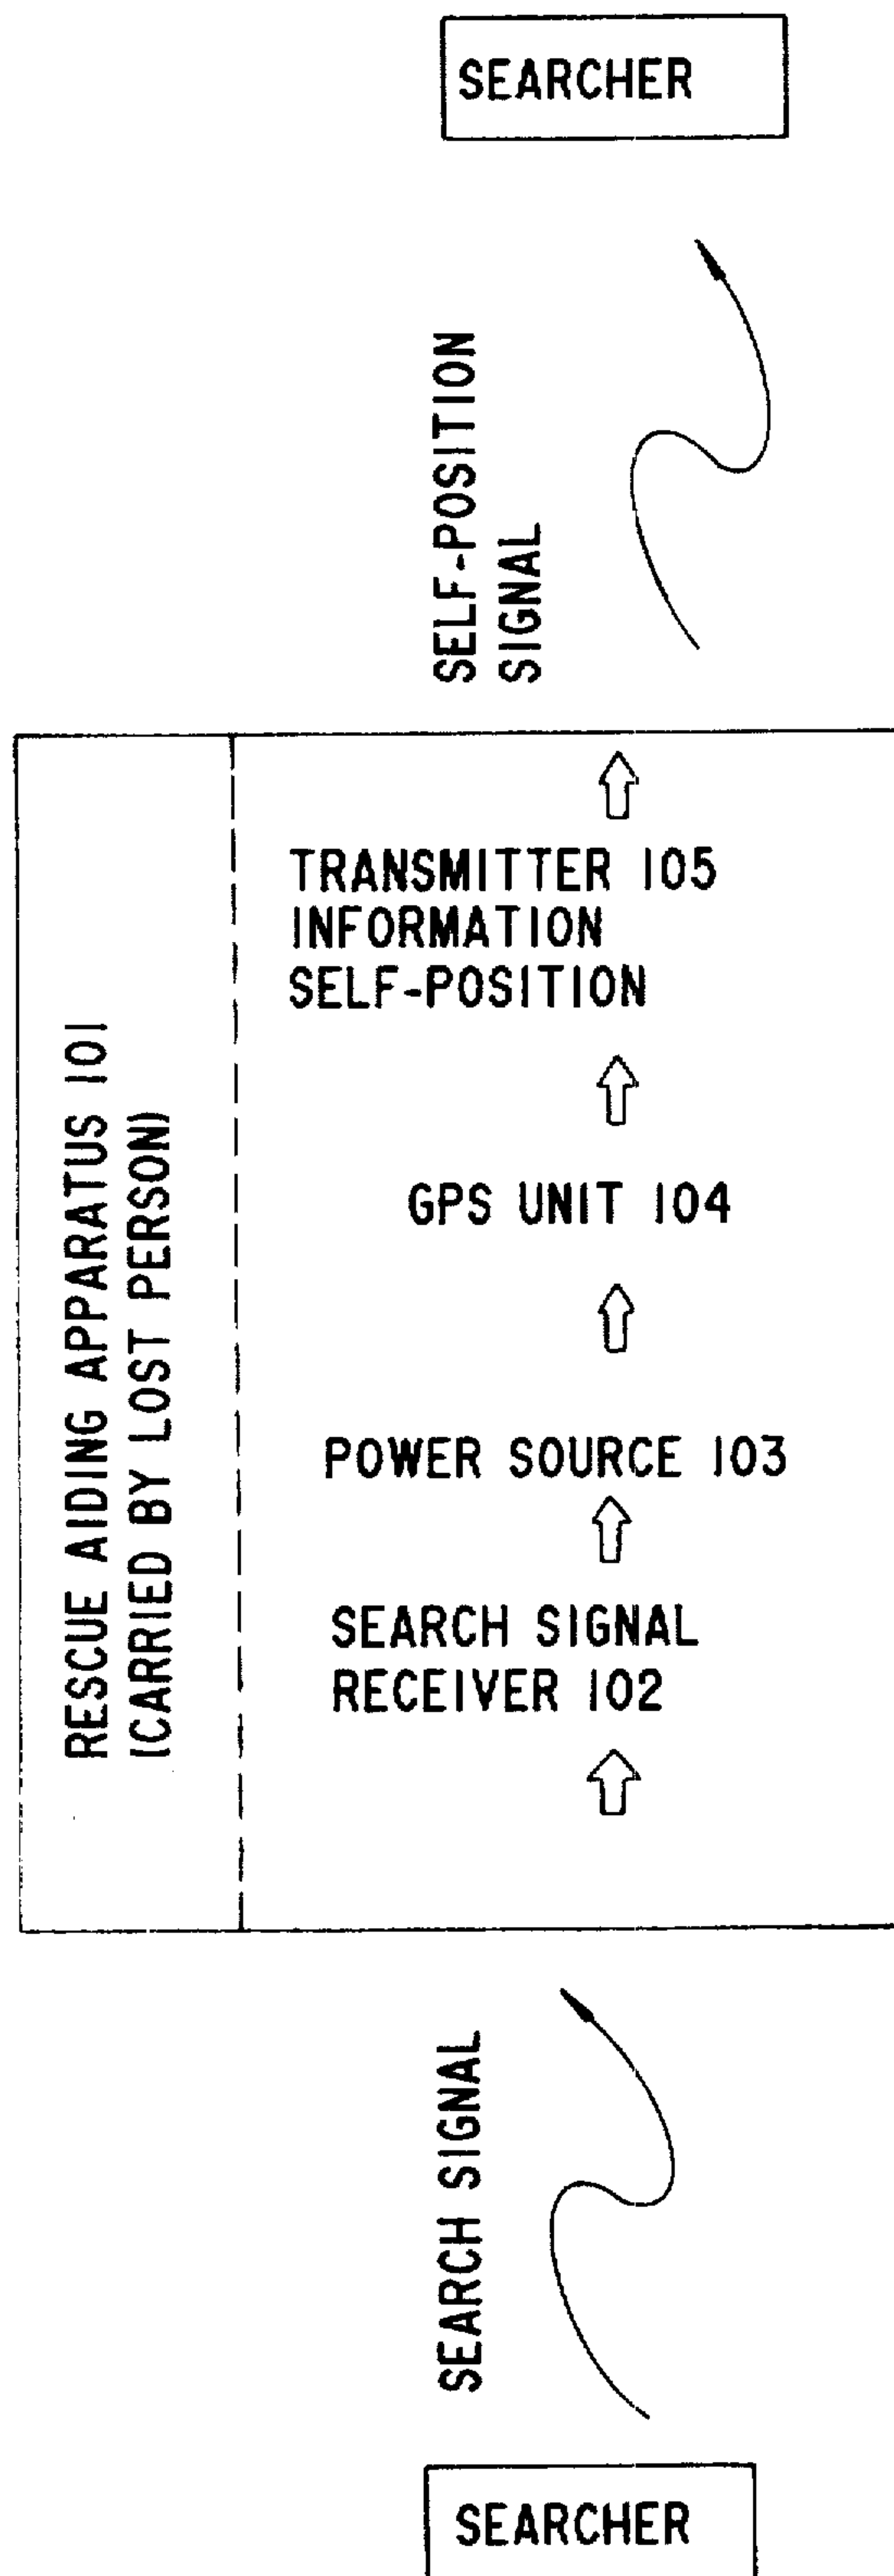 SEARCHER
SELF-POSITION
SIGNAL
RESCUE AIDING APPARATUS 101
(CARRIED BY LOST PERSON)
TRANSMITTER 105
INFORMATION
SELF-POSITION
GPS UNIT 104
POWER SOURCE 103
SEARCH SIGNAL
RECEIVER 102
SEARCH SIGNAL
SEARCHER